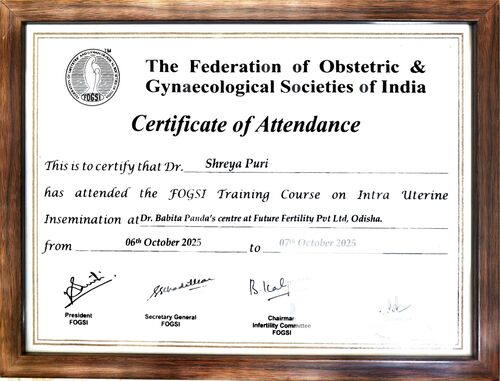 The Federation of Obstetric &
Gynaecological Societies of India
FOGSI
TM
Certificate of Attendance
This is to certify that Dr. Shreya Puri
has attended the FOGSI Training Course on Intra Uterine
Insemination at Dr. Babita Panda's centre at Future Fertility Pvt Ltd, Odisha.
from 06th October 2025 to 07th October 2025
President
FOGSI
Secretary General
FOGSI
Chairman
Infertility Committee
FOGSI